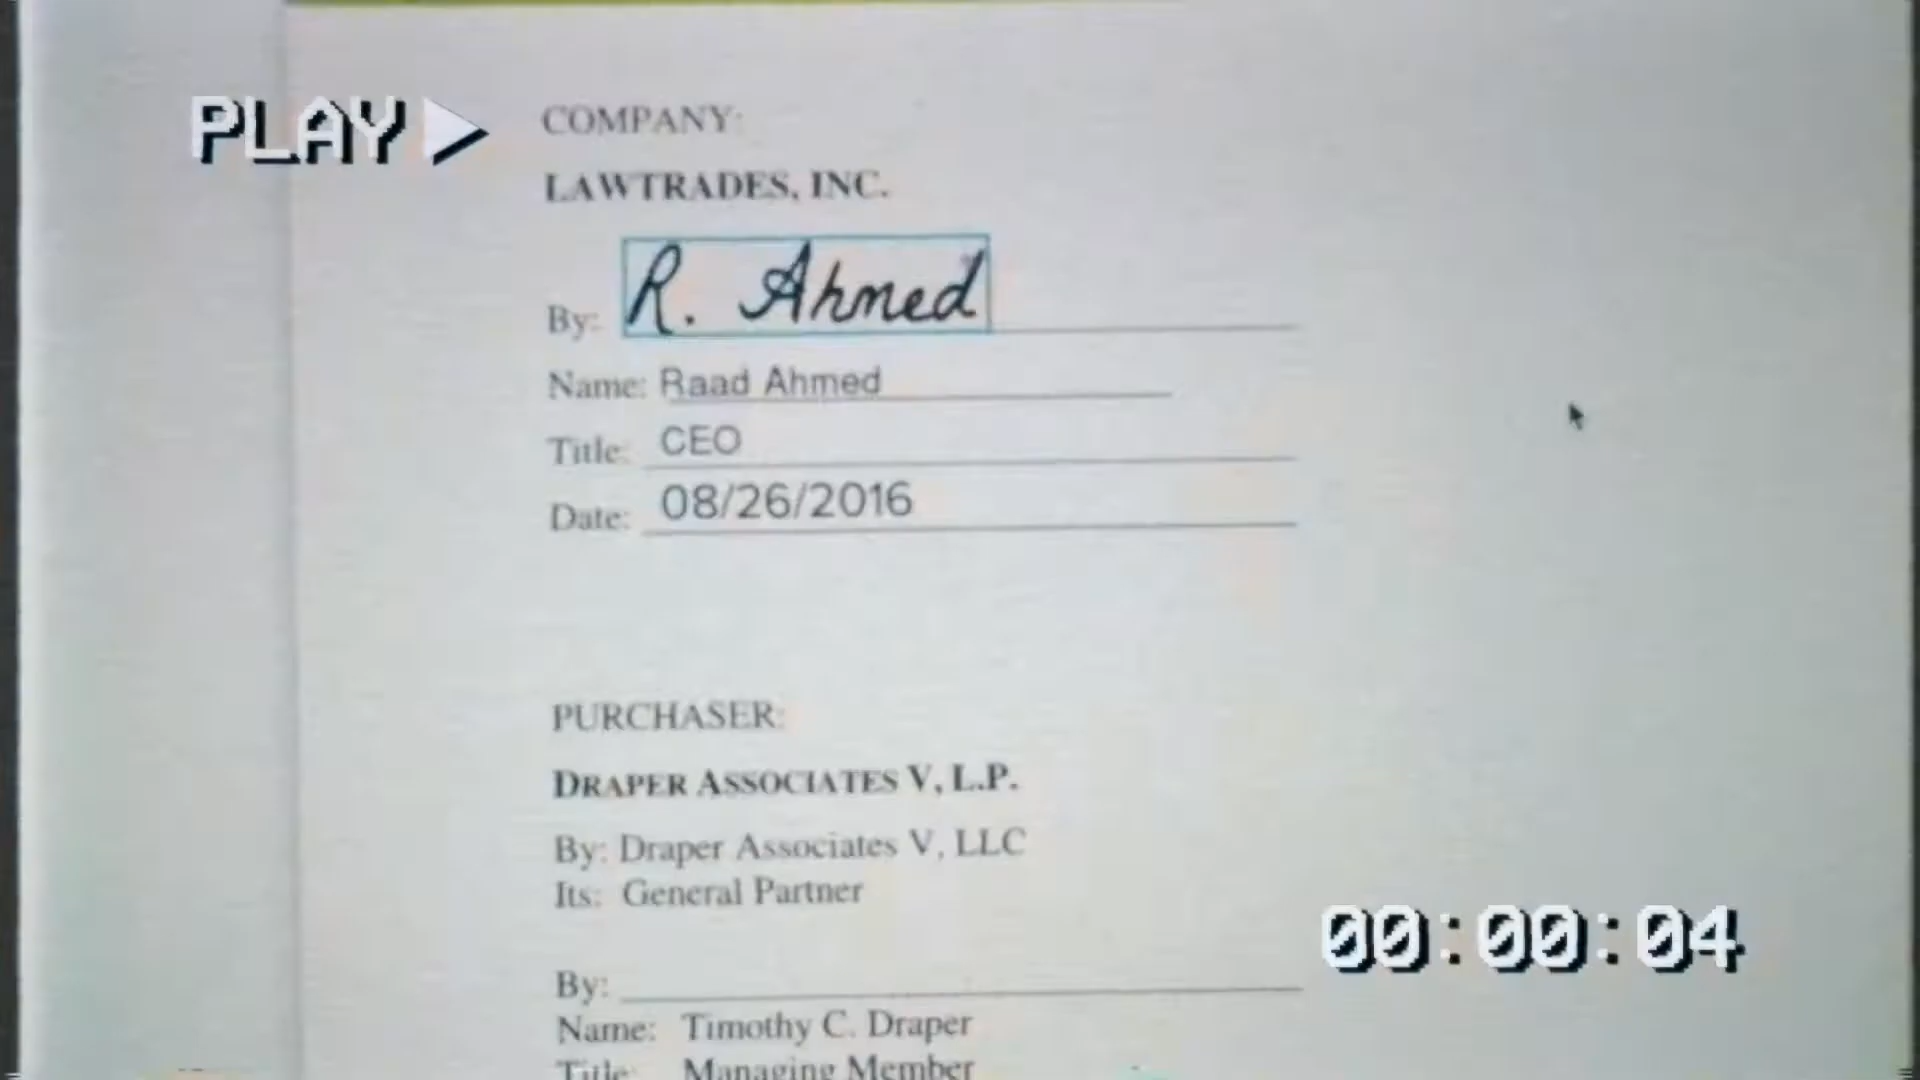 PLAY
COMPANY:
LAWTRADES, INC.
By: R. Ahmed
Name: Raad Ahmed
Title: CEO
Date: 08/26/2016
PURCHASER:
DRAPER ASSOCIATES V, L.P.
By: Draper Associates V, LLC
Its: General Partner
By:
Name: Timothy C. Draper
Title: Managing Member
00:00:04